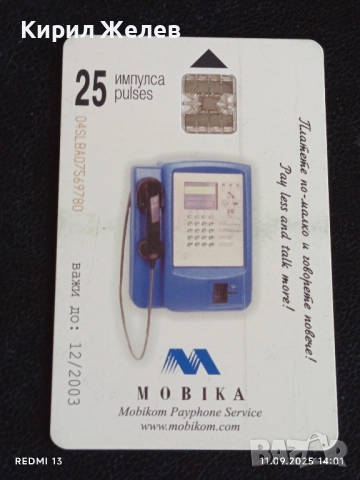 Кирил Желев
25 импулса
pulses
04SLBA07S69780
важи до: 12/2003
Платете по-малко и говорете повече!
Pay less and talk more!
MOBIKA
Mobikom Payphone Service
www.mobikom.com
REDMI 13
11.09.2025 14:01